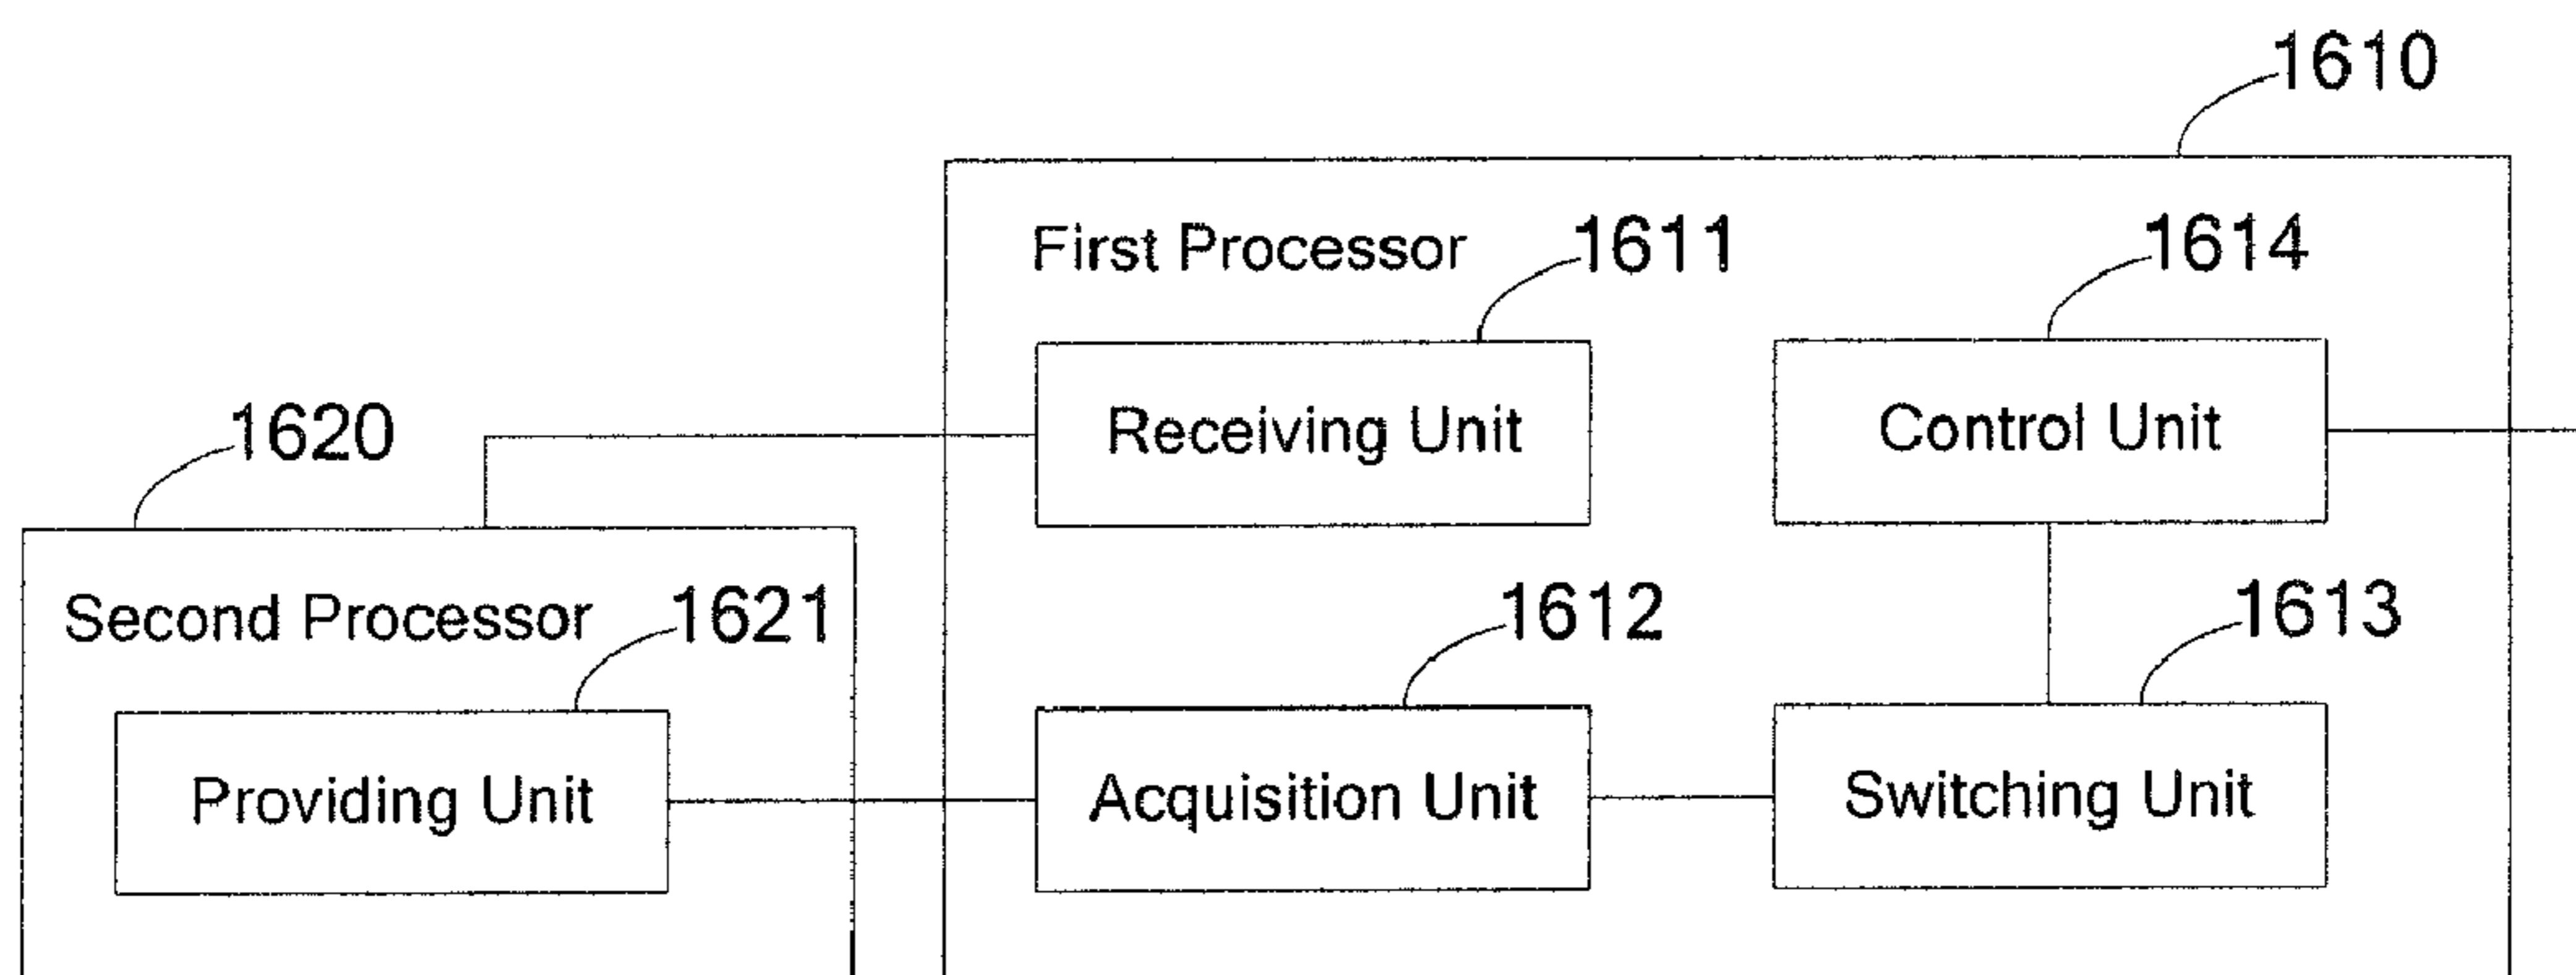 1610
First Processor
1611
1614
Receiving Unit
Control Unit
1620
Second Processor
1621
1612
1613
Providing Unit
Acquisition Unit
Switching Unit